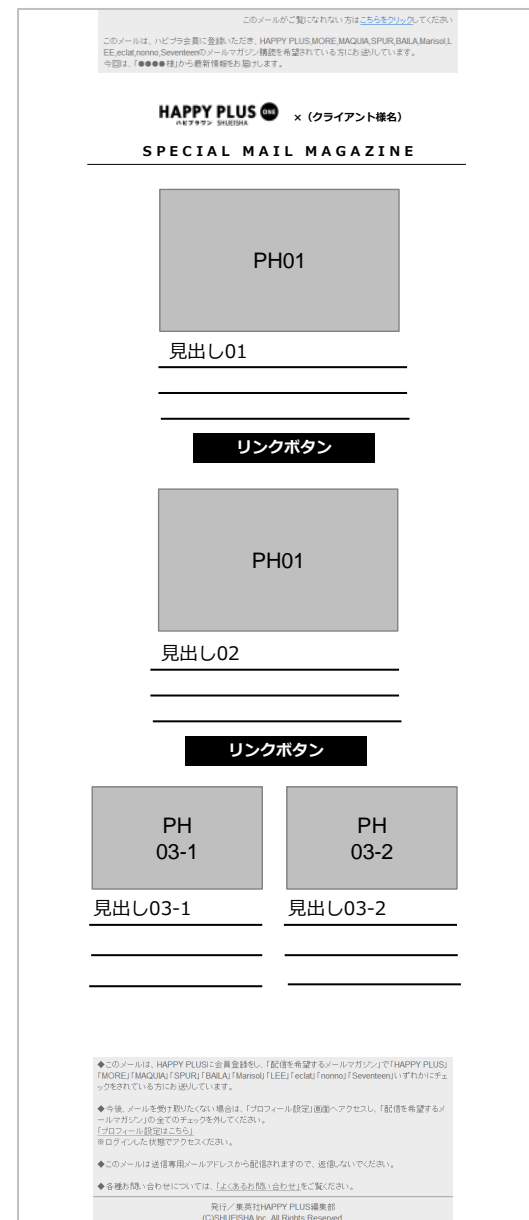 このメールがご覧になれない方はこちらをクリックしてください
このメールは、ハピプラ会員に登録いただき、HAPPY PLUS,MORE,MAQUIA,SPUR,BAILA,Marisol,L
EE,eclat,nonno,Seventeenのメールマガジン購読を希望されている方にお送りしています。
今回は、「●●●●様」から最新情報をお届けします。
HAPPY PLUS ONE ×（クライアント様名）
ハピプラワン SHUEISHA
SPECIAL MAIL MAGAZINE
PH01
見出し01
リンクボタン
PH01
見出し02
リンクボタン
PH
03-1
PH
03-2
見出し03-1
見出し03-2
◆このメールは、HAPPY PLUSに会員登録をし、「配信を希望するメールマガジン」で「HAPPY PLUS」
「MORE」「MAQUIA」「SPUR」「BAILA」「Marisol」「LEE」「eclat」「nonno」「Seventeen」いずれかにチェ
ックをされている方にお送りしています。
◆今後、メールを受け取りたくない場合は、「プロフィール設定」画面へアクセスし、「配信を希望するメ
ールマガジン」の全てのチェックを外してください。
「プロフィール設定はこちら」
※ログインした状態でアクセスください。
◆このメールは送信専用メールアドレスから配信されますので、返信しないでください。
◆各種お問い合わせについては、「よくあるお問い合わせ」をご覧ください。
発行／集英社HAPPY PLUS編集部
(C)SHUEISHA Inc. All Rights Reserved.